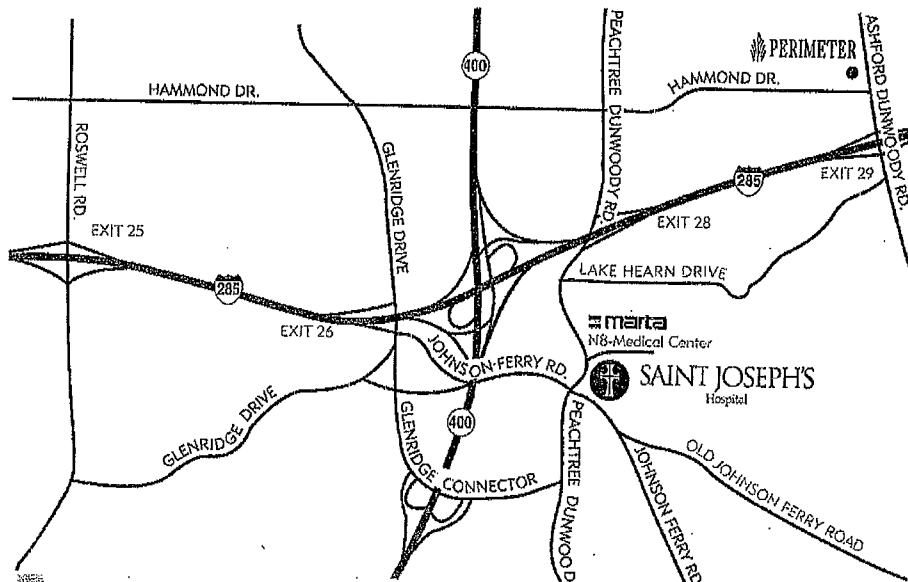 PERIMETER
400
HAMMOND DR.
HAMMOND DR.
ROSWELL RD.
GLENRIDGE DRIVE
PEACHTREE DUNWOODY RD.
ASHFORD DUNWOODY RD.
EXIT 25
285
EXIT 29
EXIT 28
285
LAKE HEARN DRIVE
EXIT 26
marta
N8-Medical Center
JOHNSON-FERRY RD.
SAINT JOSEPH'S
Hospital
GLENRIDGE DRIVE
400
GLENRIDGE CONNECTOR
PEACHTREE DUNWOOD
JOHNSON FERRY RD
OLD JOHNSON FERRY ROAD